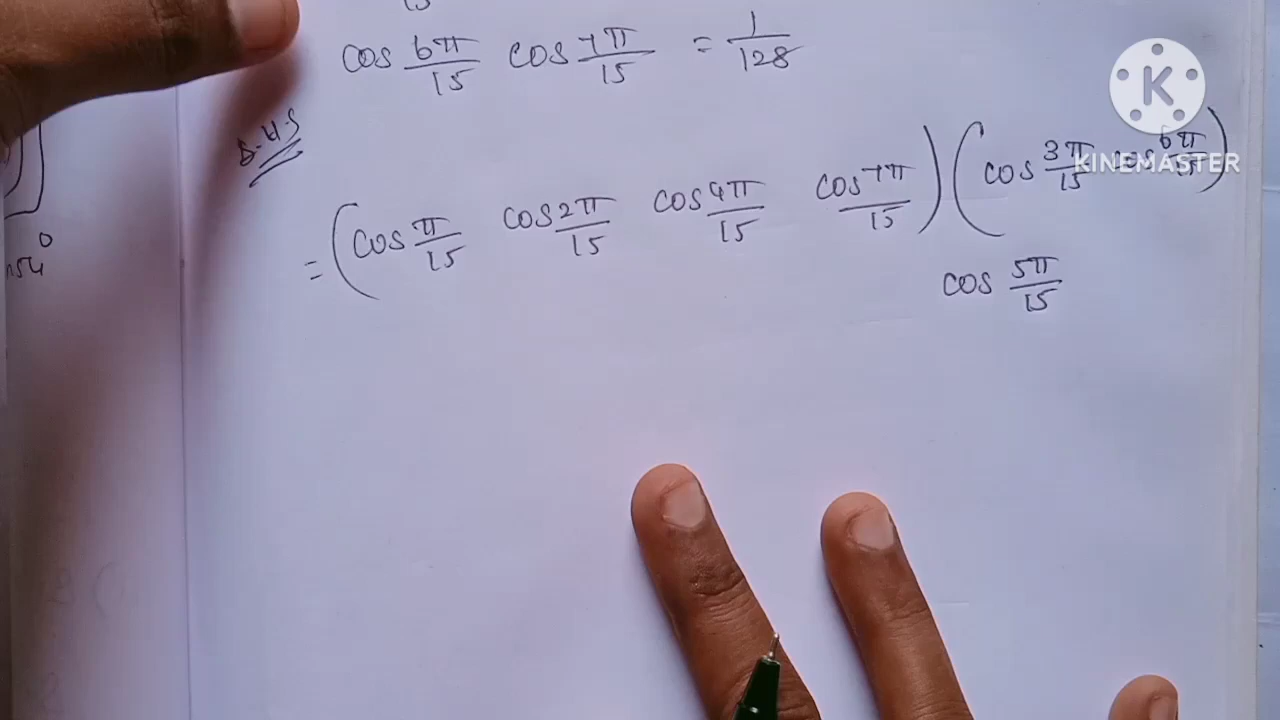 15
cos 6π/15 cos 7π/15 = 1/128
= (cos π/15 cos 2π/15 cos 4π/15 cos 7π/15) (cos 3π/15 cos 6π/15)
cos 5π/15
KINEMASTER